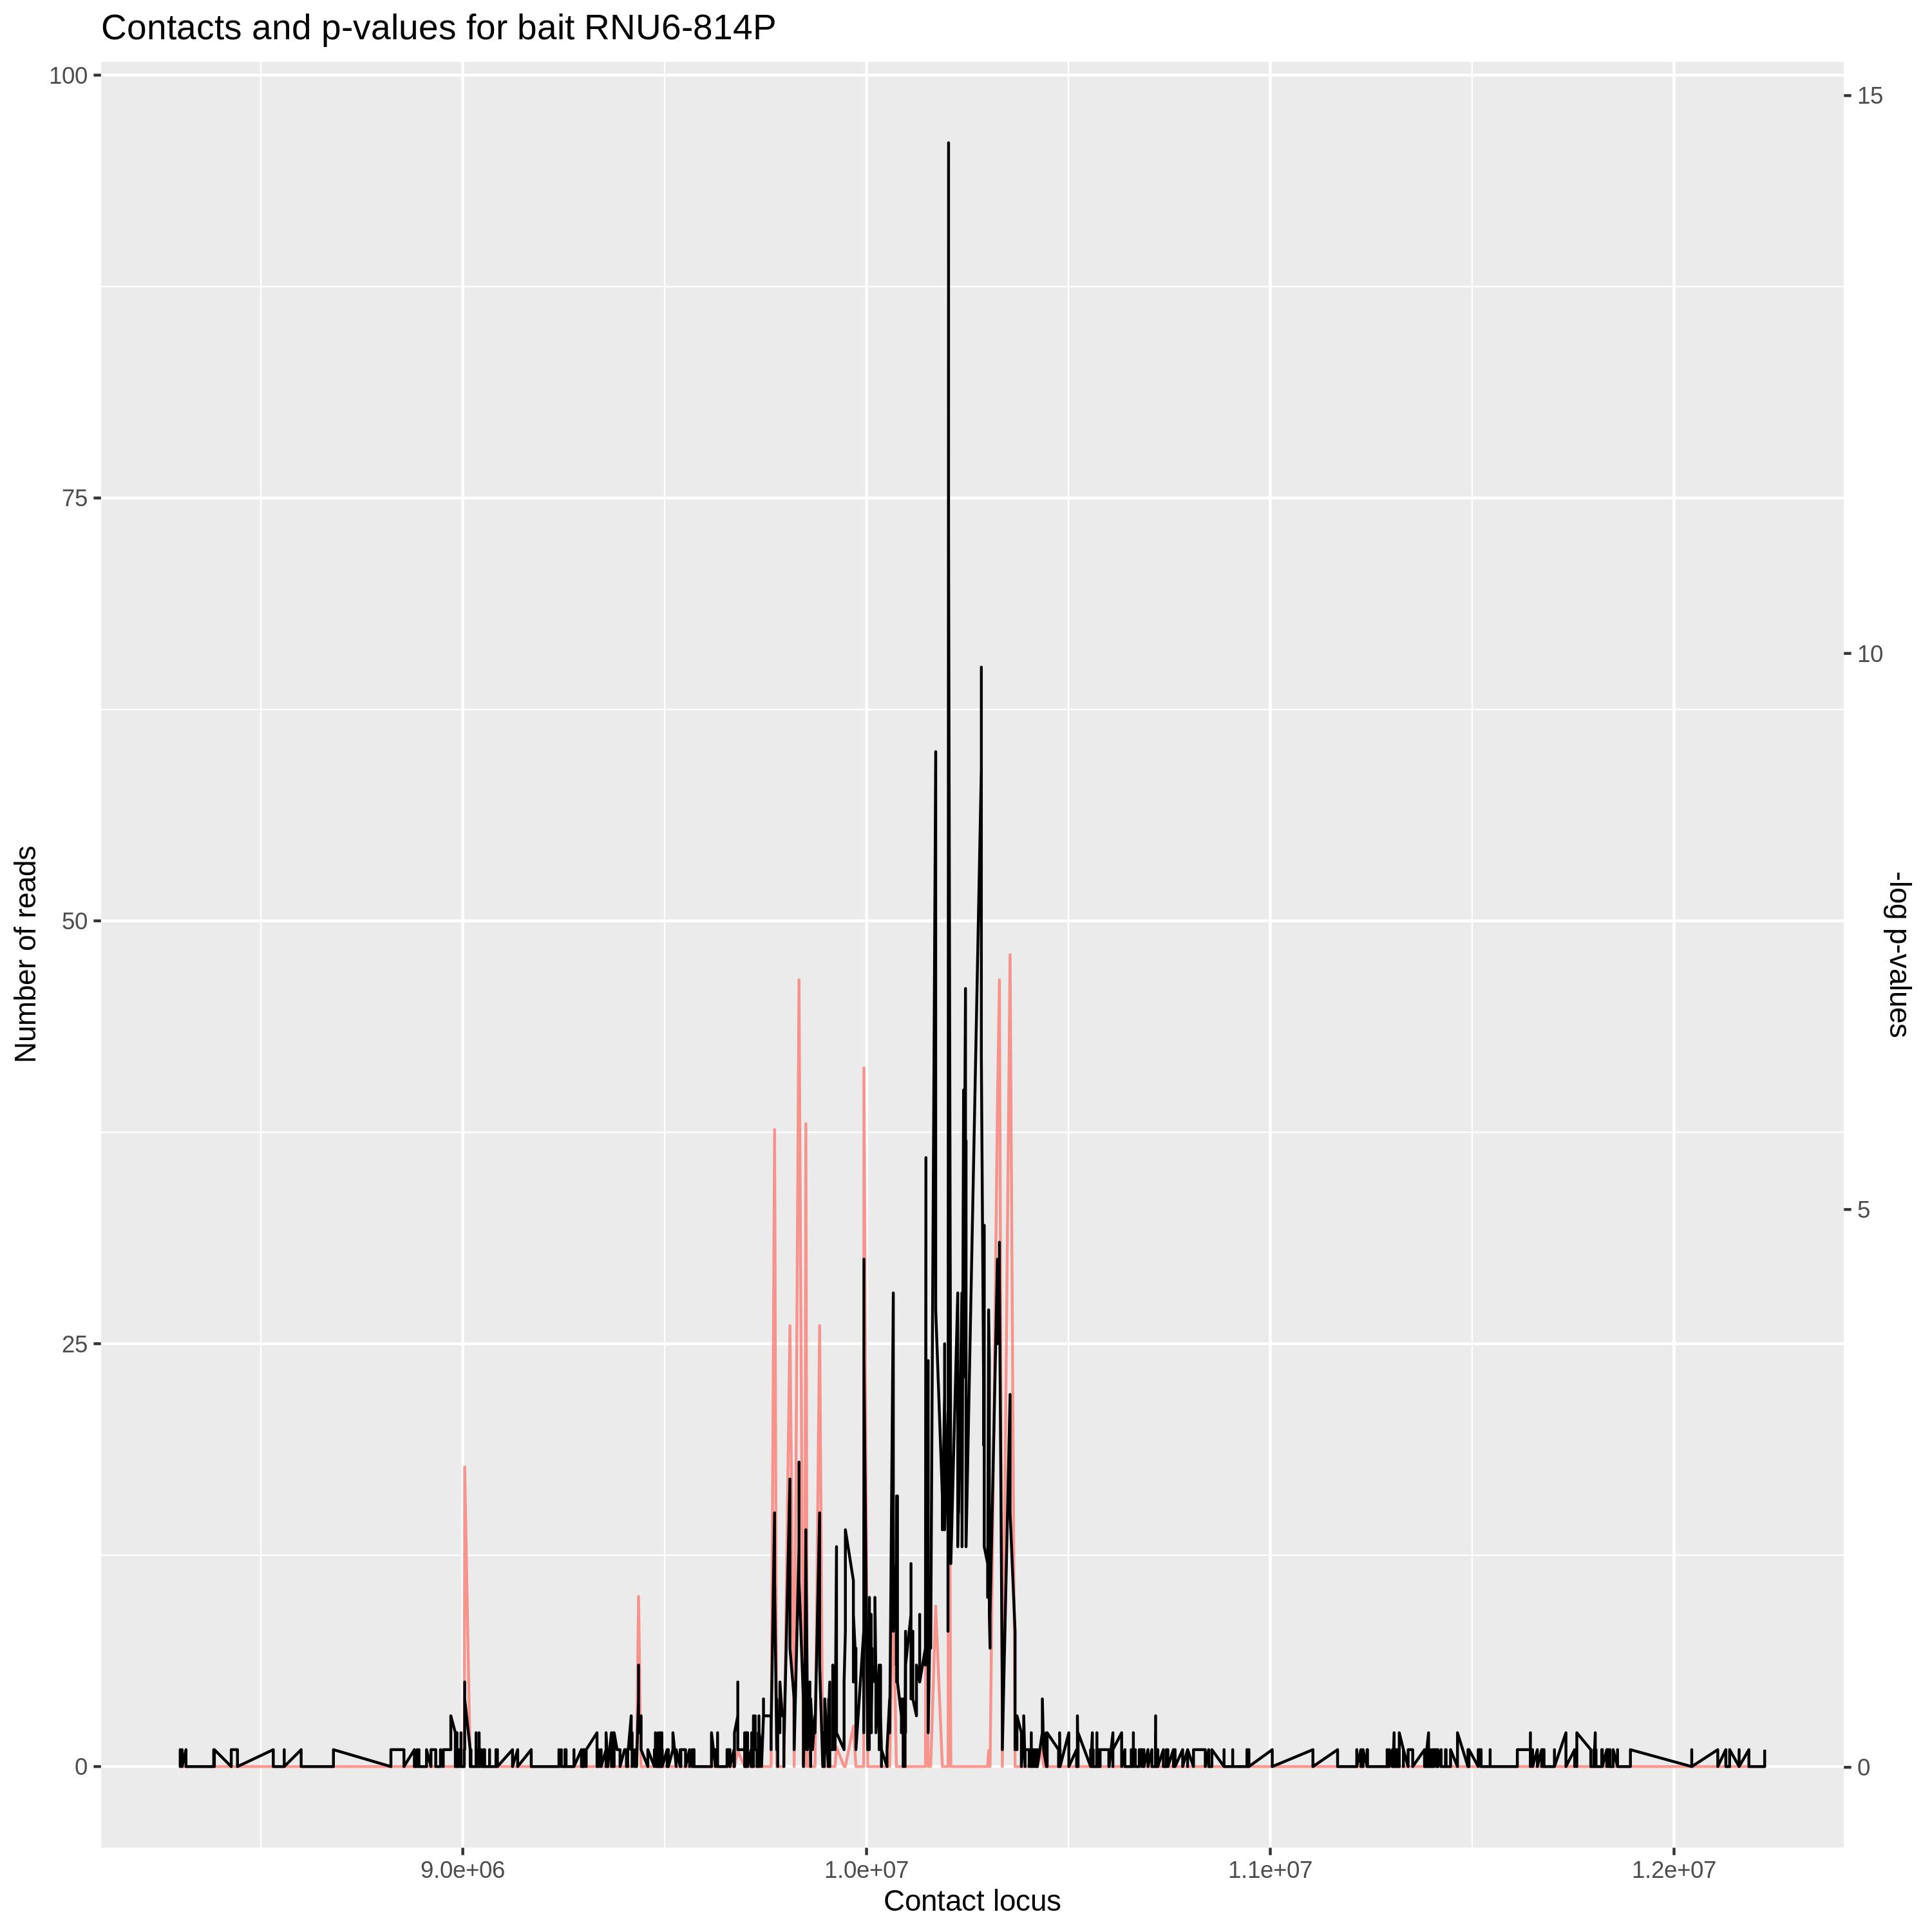 Contacts and p-values for bait RNU6-814P
100
75
50
25
0
15
10
5
0
Number of reads
-log p-values
9.0e+06
1.0e+07
1.1e+07
1.2e+07
Contact locus